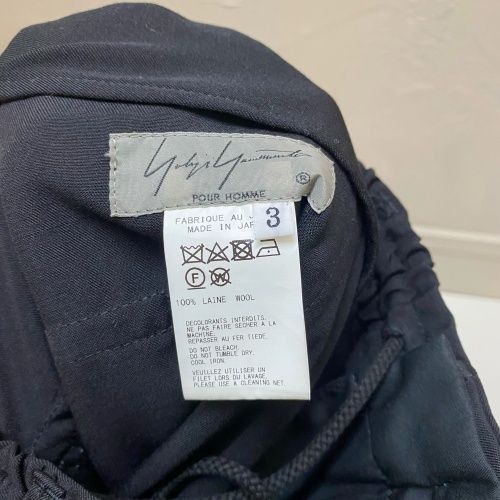 Yohji Yamamoto
®
POUR HOMME
FABRIQUE AU J
MADE IN JAP
3
F
W
100% LAINE WOOL
DECOLORANTS INTERDITS.
NE PAS FAIRE SECHER A LA
MACHINE.
REPASSER AU FER TIEDE.
DO NOT BLEACH.
DO NOT TUMBLE DRY.
COOL IRON.
VEUILLEZ UTILISER UN
FILET LORS DU LAVAGE.
PLEASE USE A CLEANING NET.